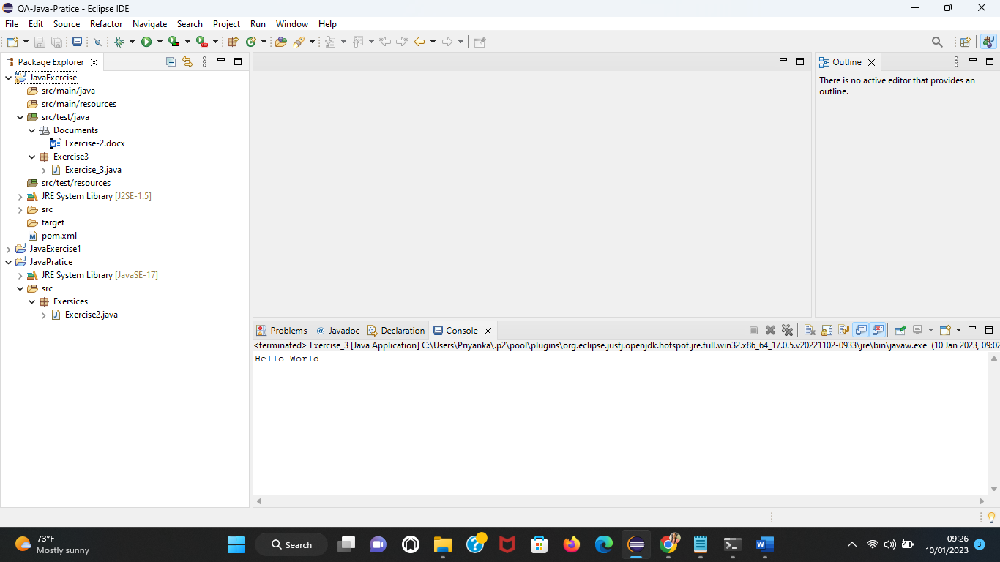 QA-Java-Pratice - Eclipse IDE
File Edit Source Refactor Navigate Search Project Run Window Help
Package Explorer
JavaExercise
src/main/java
src/main/resources
src/test/java
Documents
Exercise-2.docx
Exercise3
Exercise_3.java
src/test/resources
JRE System Library [J2SE-1.5]
src
target
pom.xml
JavaExercise1
JavaPratice
JRE System Library [JavaSE-17]
src
Exersices
Exercise2.java
Outline
There is no active editor that provides an
outline.
Problems @ Javadoc Declaration Console
<terminated> Exercise_3 [Java Application] C:\Users\Priyanka\.p2\pool\plugins\org.eclipse.justj.openjdk.hotspot.jre.full.win32.x86_64_17.0.5.v20221102-0933\jre\bin\javaw.exe (10 Jan 2023, 09:02
Hello World
73°F
Mostly sunny
Search
09:26
10/01/2023
3